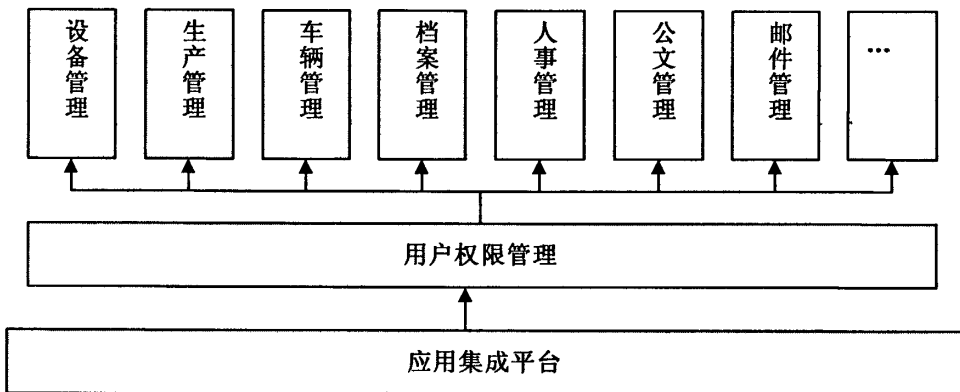 设备管理
生产管理
车辆管理
档案管理
人事管理
公文管理
邮件管理
...
用户权限管理
应用集成平台